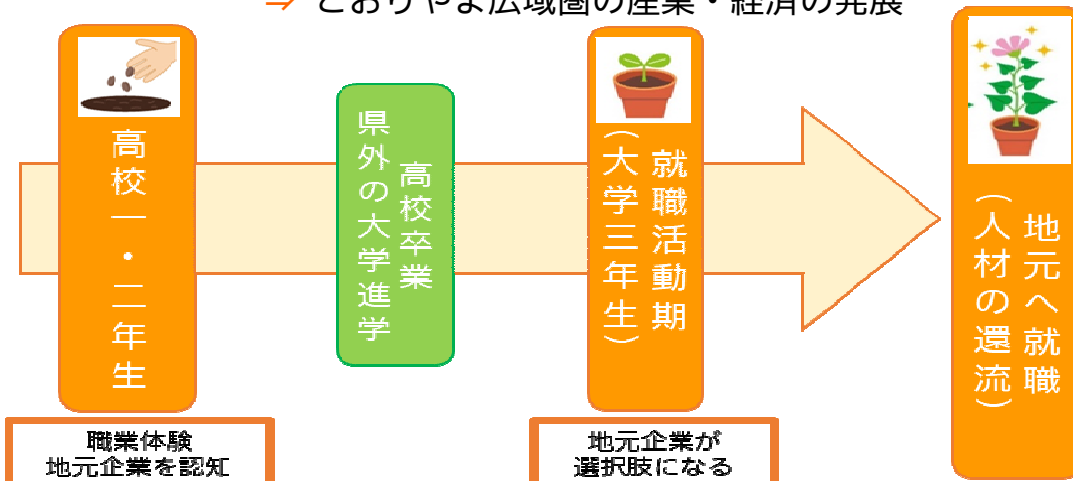 ⇒ こおりやま広域圏の産業・経済の発展
高校一・二年生
高校卒業
県外の大学進学
就職活動期
(大学三年生)
地元へ就職
(人材の還流)
職業体験
地元企業を認知
地元企業が
選択肢になる